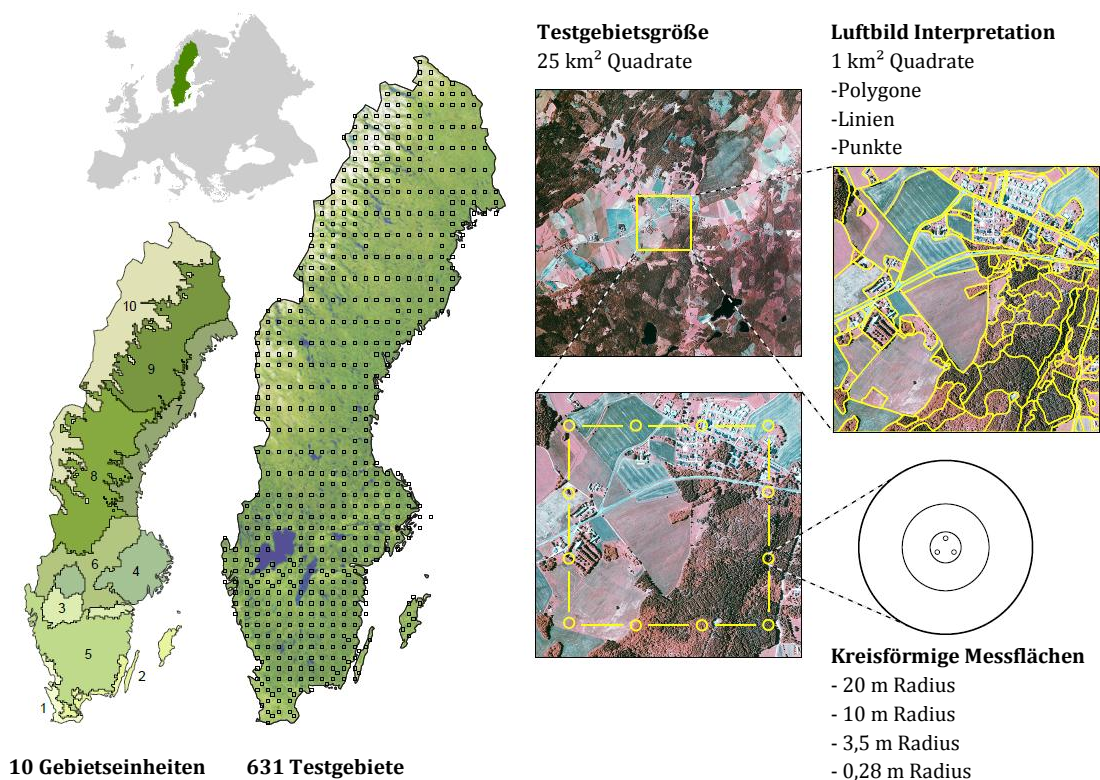 Testgebietsgröße
25 km² Quadrate
Luftbild Interpretation
1 km² Quadrate
-Polygone
-Linien
-Punkte
10
9
7
8
6
4
3
5
2
1
Kreisförmige Messflächen
- 20 m Radius
- 10 m Radius
- 3,5 m Radius
- 0,28 m Radius
10 Gebietseinheiten
631 Testgebiete